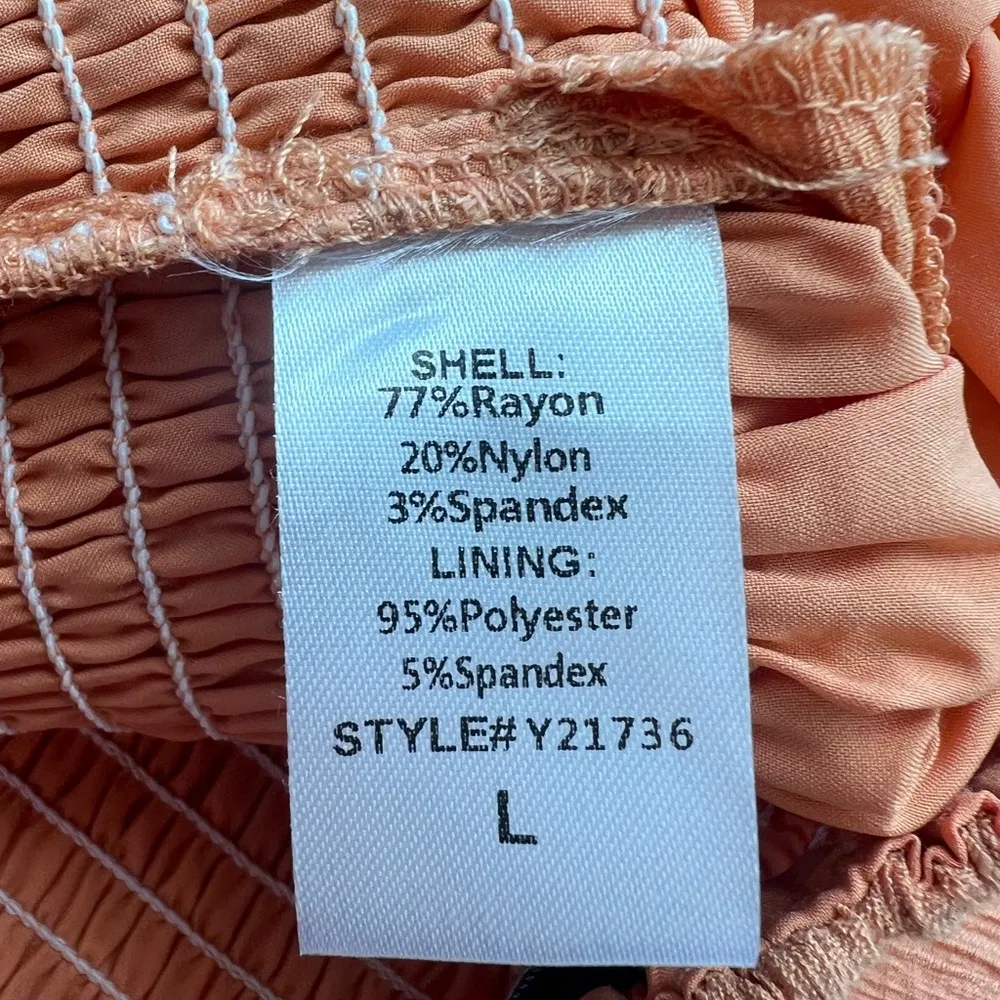 SHELL:
77%Rayon
20%Nylon
3%Spandex
LINING:
95%Polyester
5%Spandex
STYLE# Y21736
L